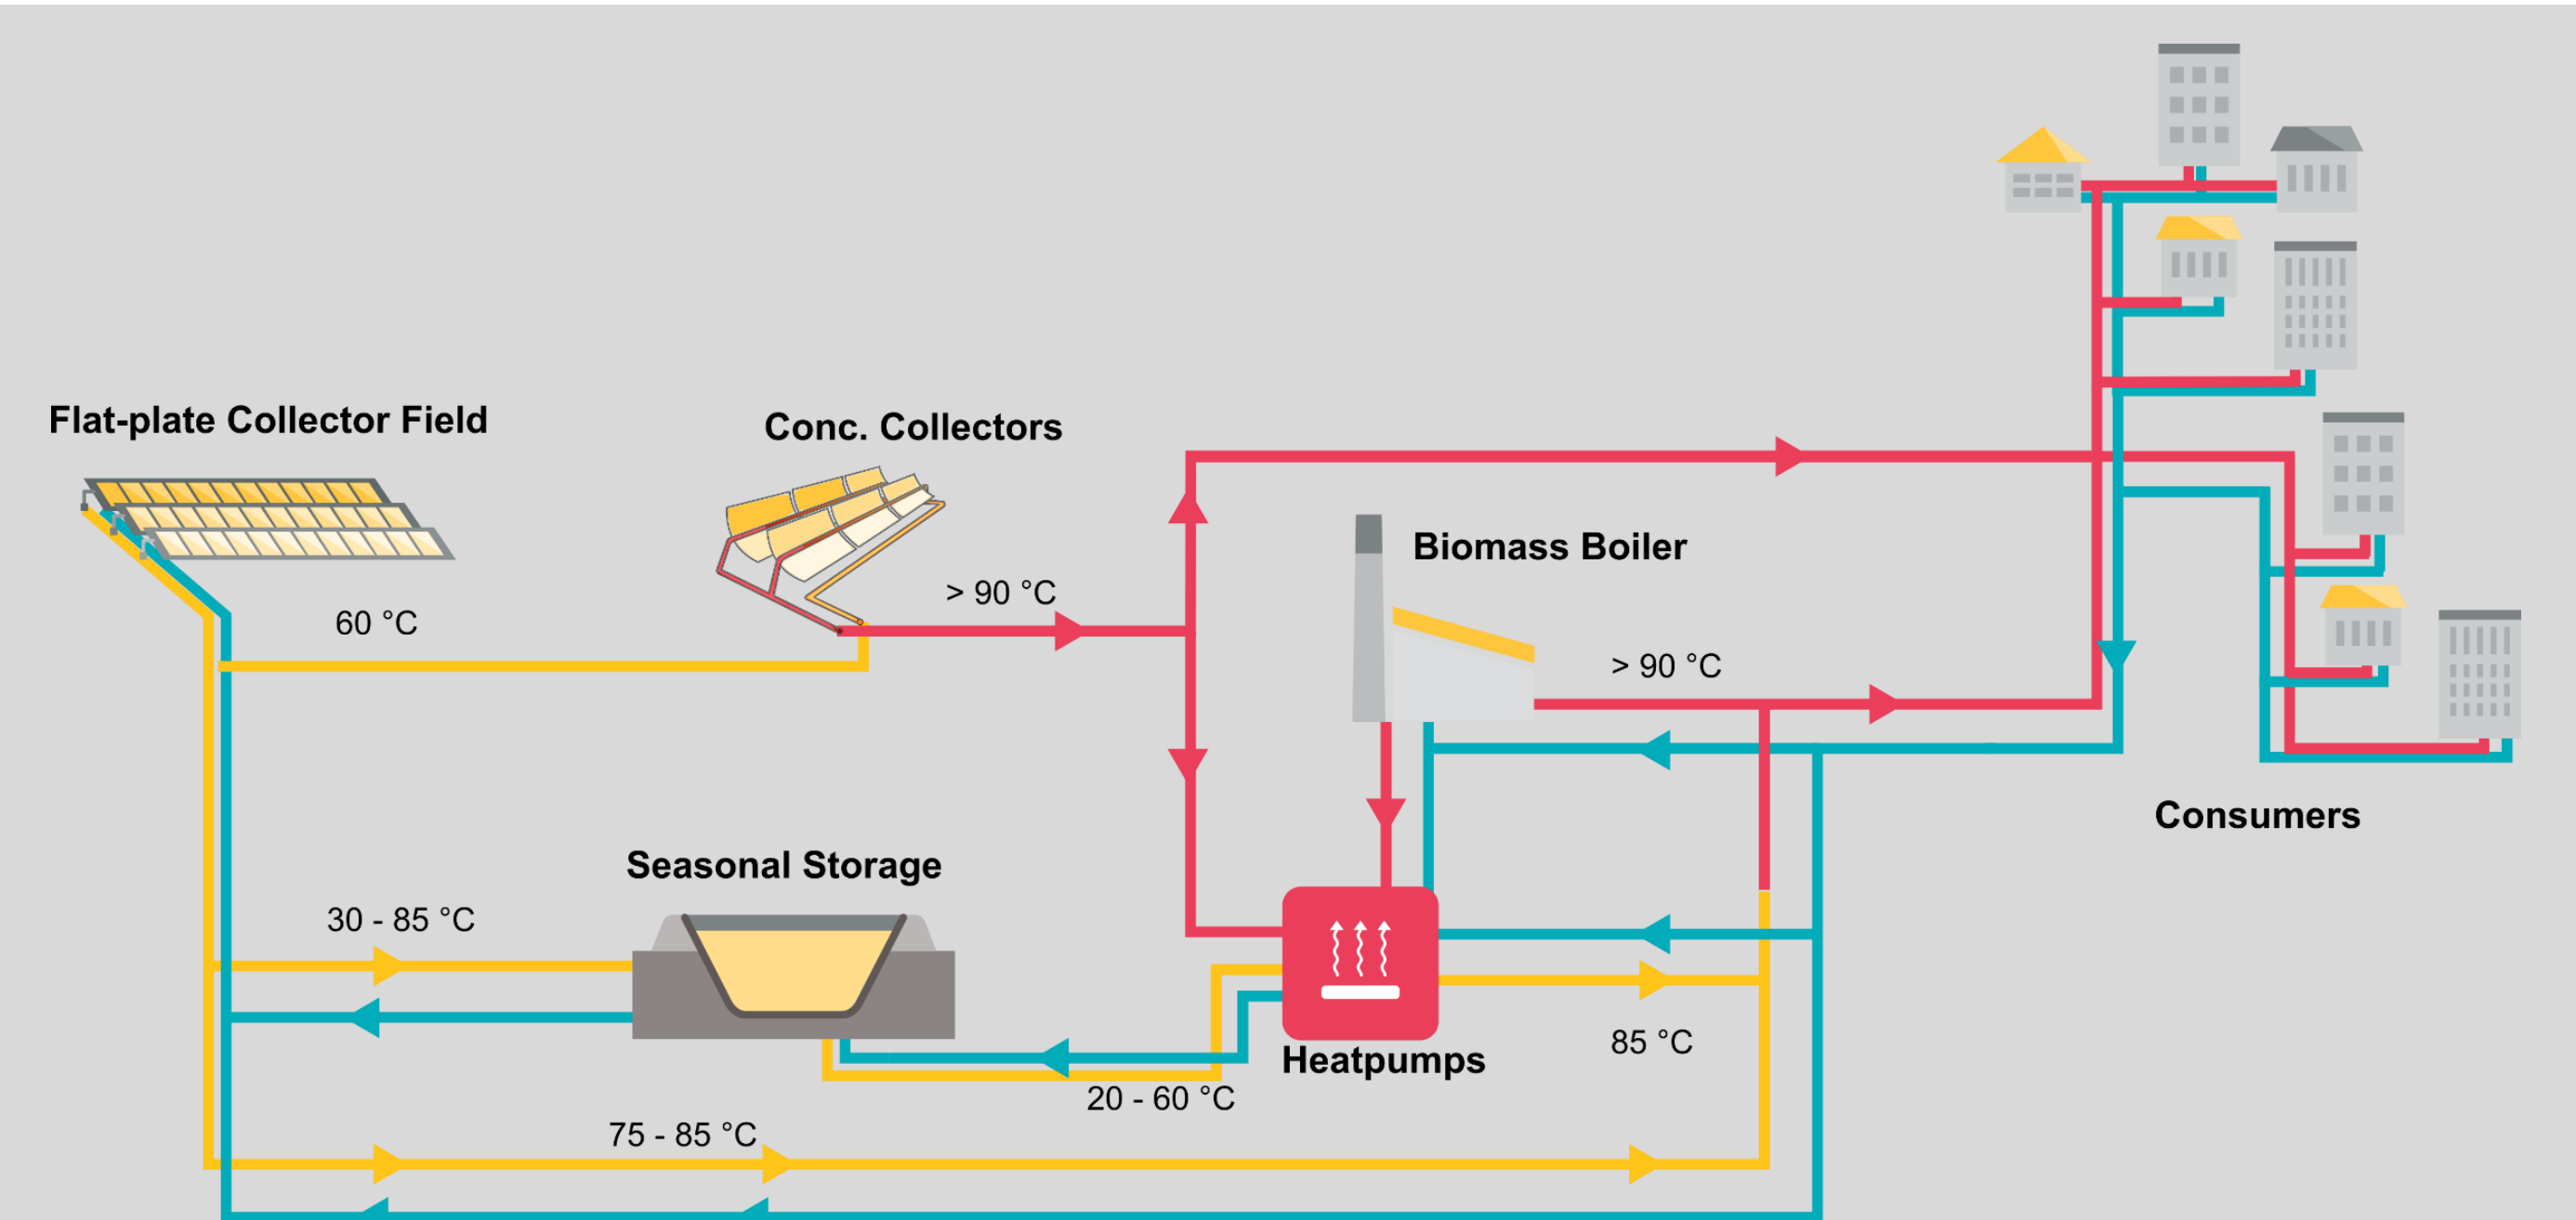 Flat-plate Collector Field
Conc. Collectors
> 90 °C
60 °C
Biomass Boiler
> 90 °C
Consumers
Seasonal Storage
30 - 85 °C
85 °C
Heatpumps
20 - 60 °C
75 - 85 °C